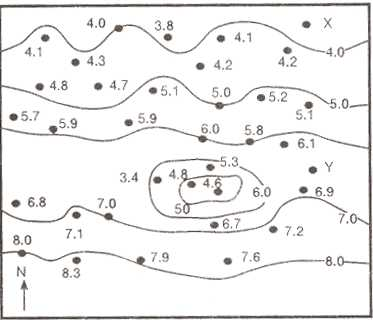 4.0 3.8 X
4.1 4.1 4.0
4.3 4.2 4.2
4.8 4.7 5.1 5.0 5.2 5.0
5.1
5.7 5.9 5.9 6.0 5.8
6.1
5.3
3.4 4.8 4.6 6.0 Y
6.9
6.8 7.0 50 7.0
7.1 6.7 7.2
8.0
8.3 7.9 7.6 8.0
N